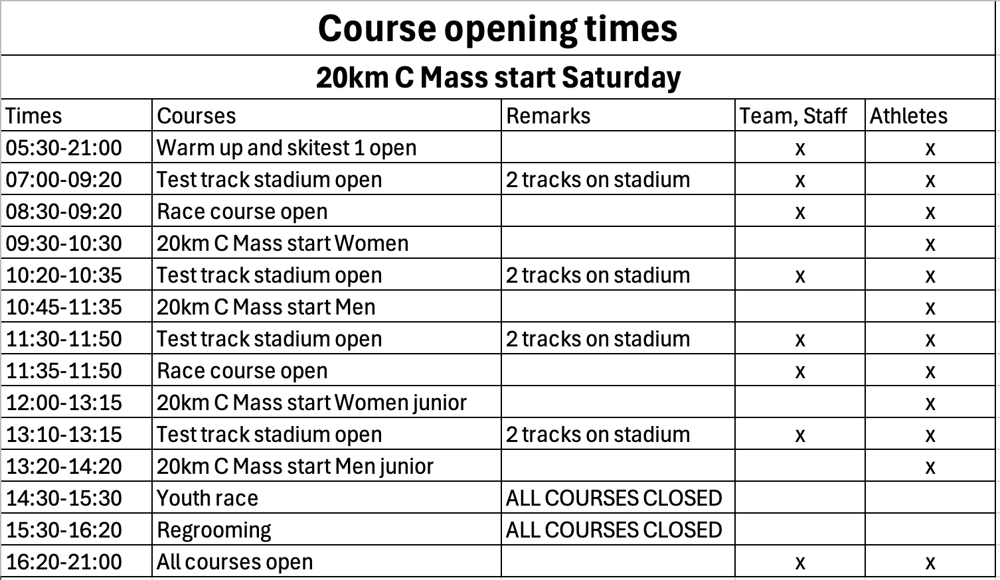 Course opening times
20km C Mass start Saturday
Times Courses Remarks Team, Staff Athletes
05:30-21:00 Warm up and skitest 1 open x x
07:00-09:20 Test track stadium open 2 tracks on stadium x x
08:30-09:20 Race course open x x
09:30-10:30 20km C Mass start Women x
10:20-10:35 Test track stadium open 2 tracks on stadium x x
10:45-11:35 20km C Mass start Men x
11:30-11:50 Test track stadium open 2 tracks on stadium x x
11:35-11:50 Race course open x x
12:00-13:15 20km C Mass start Women junior x
13:10-13:15 Test track stadium open 2 tracks on stadium x x
13:20-14:20 20km C Mass start Men junior x
14:30-15:30 Youth race ALL COURSES CLOSED
15:30-16:20 Regrooming ALL COURSES CLOSED
16:20-21:00 All courses open x x